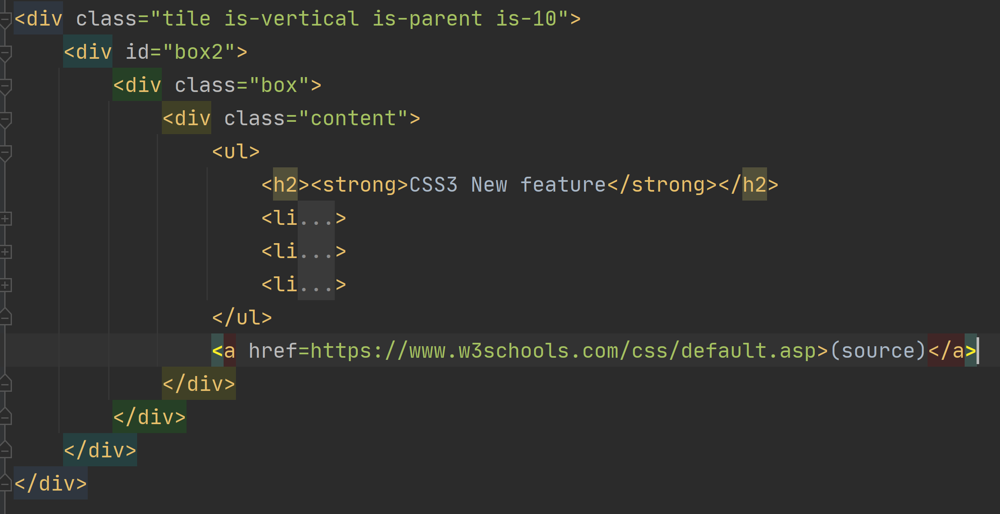 <div class="tile is-vertical is-parent is-10">
<div id="box2">
<div class="box">
<div class="content">
<ul>
<h2><strong>CSS3 New feature</strong></h2>
<li...>
<li...>
<li...>
</ul>
<a href=https://www.w3schools.com/css/default.asp>(source)</a>
</div>
</div>
</div>
</div>